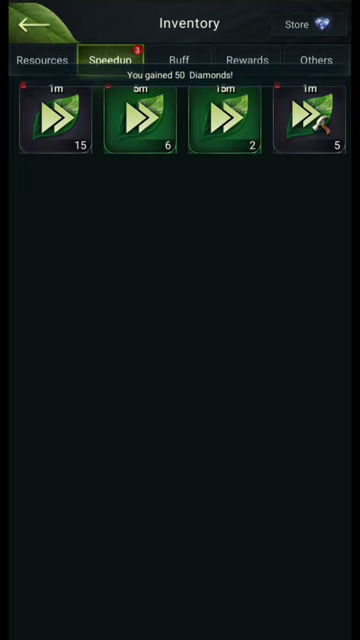 Inventory
Store
Resources
Speedup
3
Buff
Rewards
Others
You gained 50 Diamonds!
1m
5m
15m
1m
15
6
2
5